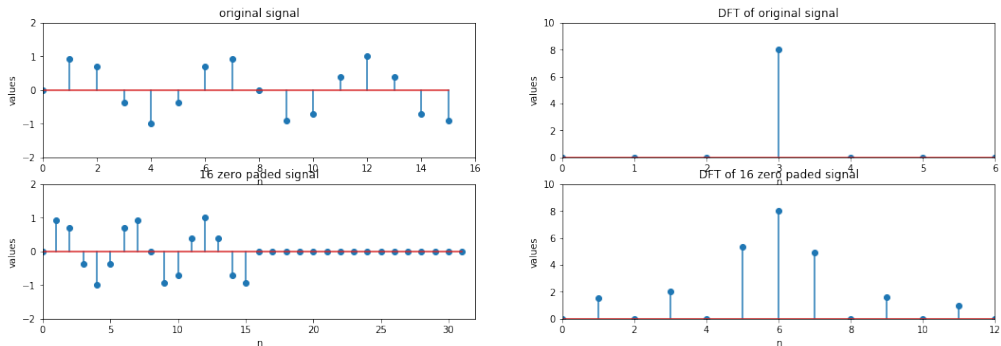 original signal
2
1
0
-1
-2
values
0 2 4 6 8 10 12 14 16
n
DFT of original signal
10
8
6
4
2
0
values
0 1 2 3 4 5 6
n
16 zero paded signal
2
1
0
-1
-2
values
0 5 10 15 20 25 30
n
DFT of 16 zero paded signal
10
8
6
4
2
0
values
0 2 4 6 8 10 12
n